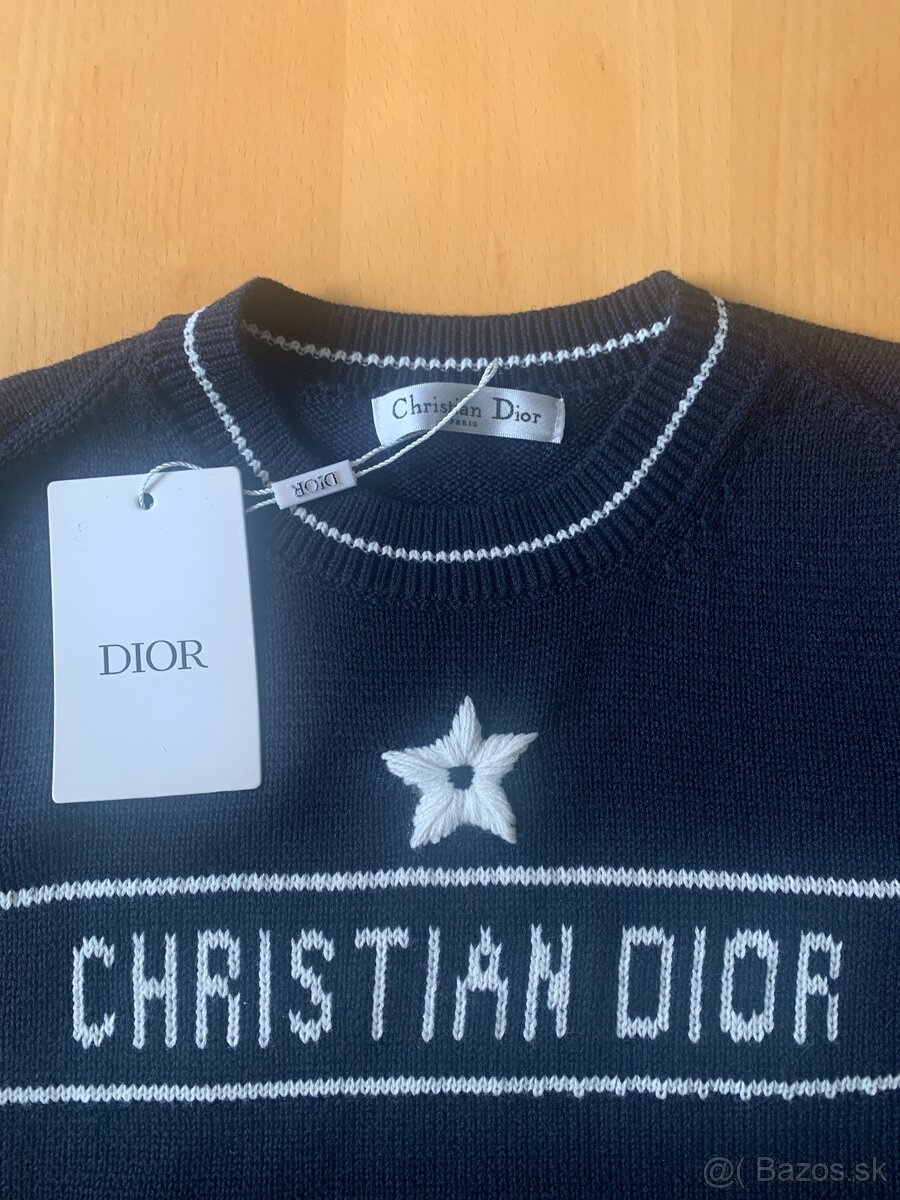 Christian Dior
PARIS
DIOR
DIOR
CHRISTIAN DIOR
@( Bazos.sk